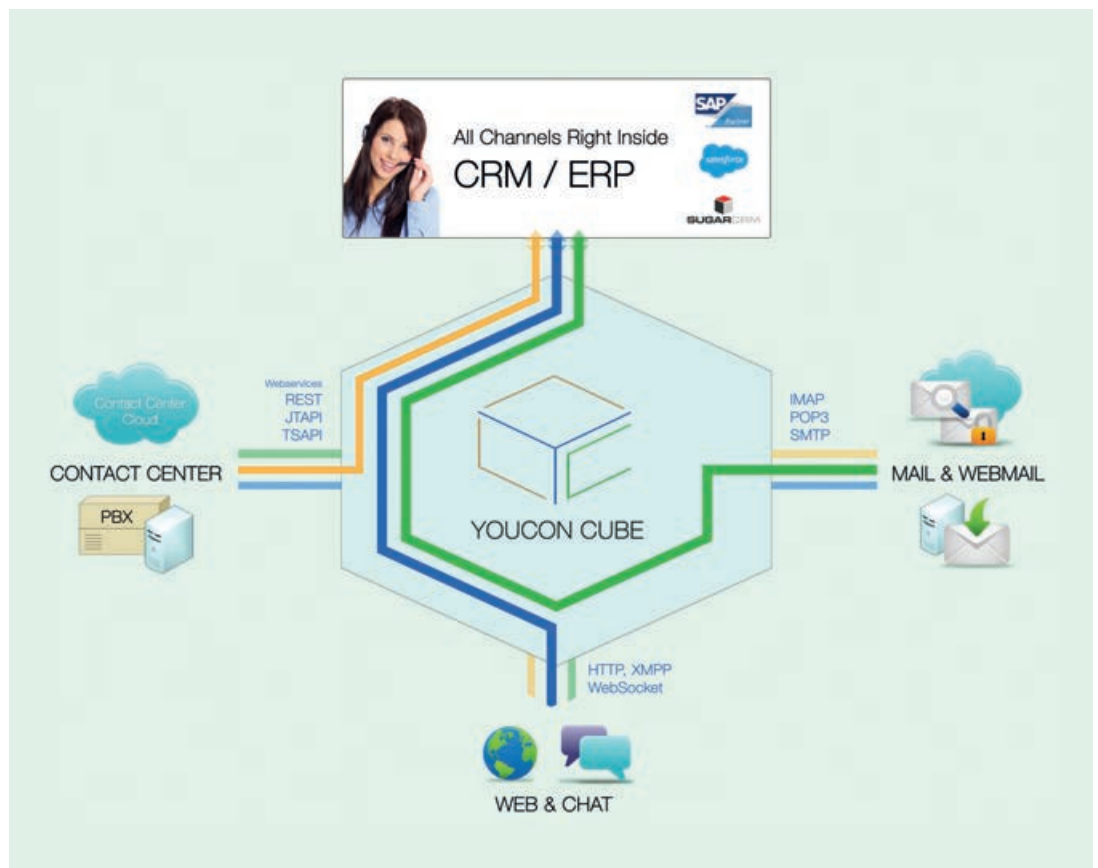 All Channels Right Inside
CRM / ERP
SAP
Partner
salesforce
SUGARCRM
Contact Center
Cloud
CONTACT CENTER
PBX
Webservices
REST
JTAPI
TSAPI
YOUCON CUBE
IMAP
POP3
SMTP
MAIL & WEBMAIL
HTTP, XMPP
WebSocket
WEB & CHAT